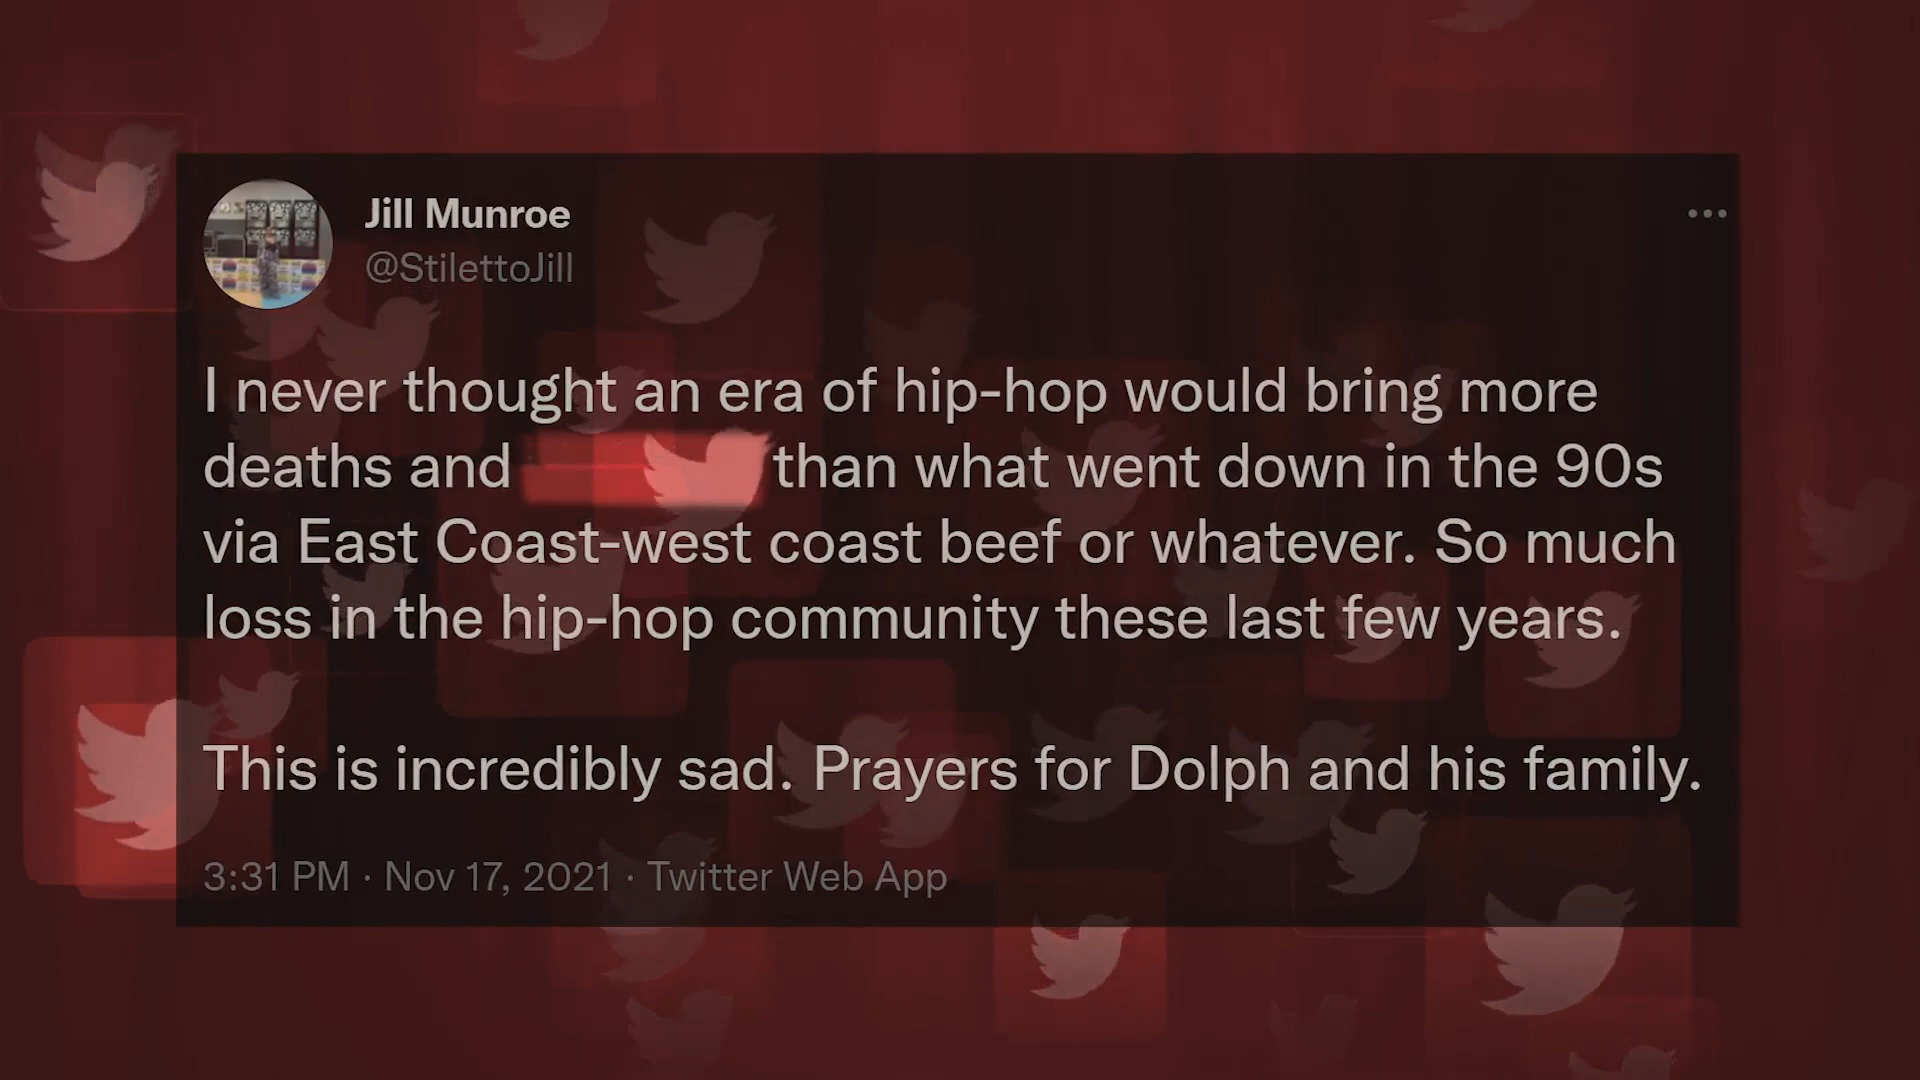 Jill Munroe
@StilettoJill
I never thought an era of hip-hop would bring more
deaths and than what went down in the 90s
via East Coast-west coast beef or whatever. So much
loss in the hip-hop community these last few years.
This is incredibly sad. Prayers for Dolph and his family.
3:31 PM · Nov 17, 2021 · Twitter Web App